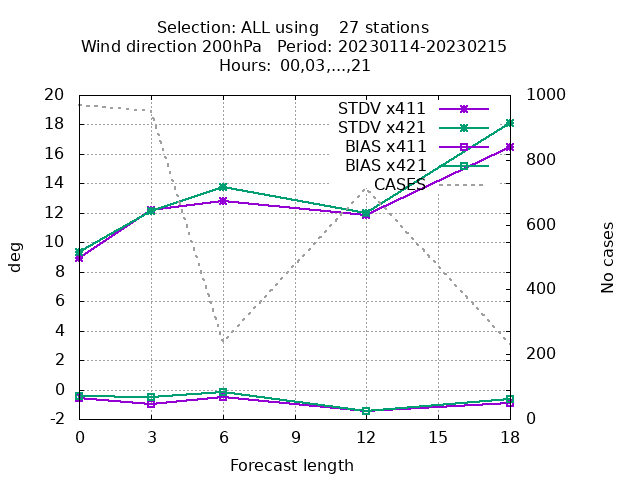 Selection: ALL using 27 stations
Wind direction 200hPa Period: 20230114-20230215
Hours: 00,03,...,21
STDV x411
STDV x421
BIAS x411
BIAS x421
CASES
20
18
16
14
12
10
8
6
4
2
0
-2
deg
1000
800
600
400
200
0
No cases
0 3 6 9 12 15 18
Forecast length